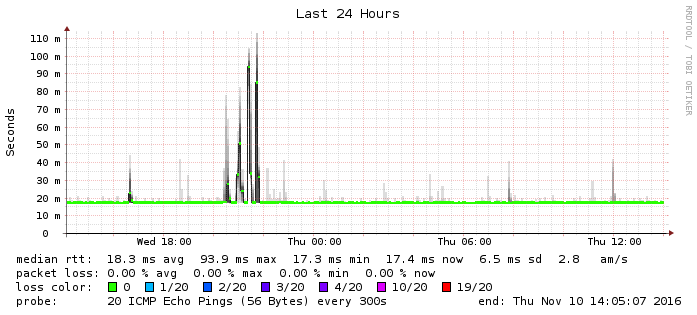 Last 24 Hours
RRDTOOL / TOBI OETIKER
Seconds
110 m
100 m
90 m
80 m
70 m
60 m
50 m
40 m
30 m
20 m
10 m
0
Wed 18:00 Thu 00:00 Thu 06:00 Thu 12:00
median rtt: 18.3 ms avg 93.9 ms max 17.3 ms min 17.4 ms now 6.5 ms sd 2.8 am/s
packet loss: 0.00 % avg 0.00 % max 0.00 % min 0.00 % now
loss color: 0 1/20 2/20 3/20 4/20 10/20 19/20
probe: 20 ICMP Echo Pings (56 Bytes) every 300s end: Thu Nov 10 14:05:07 2016